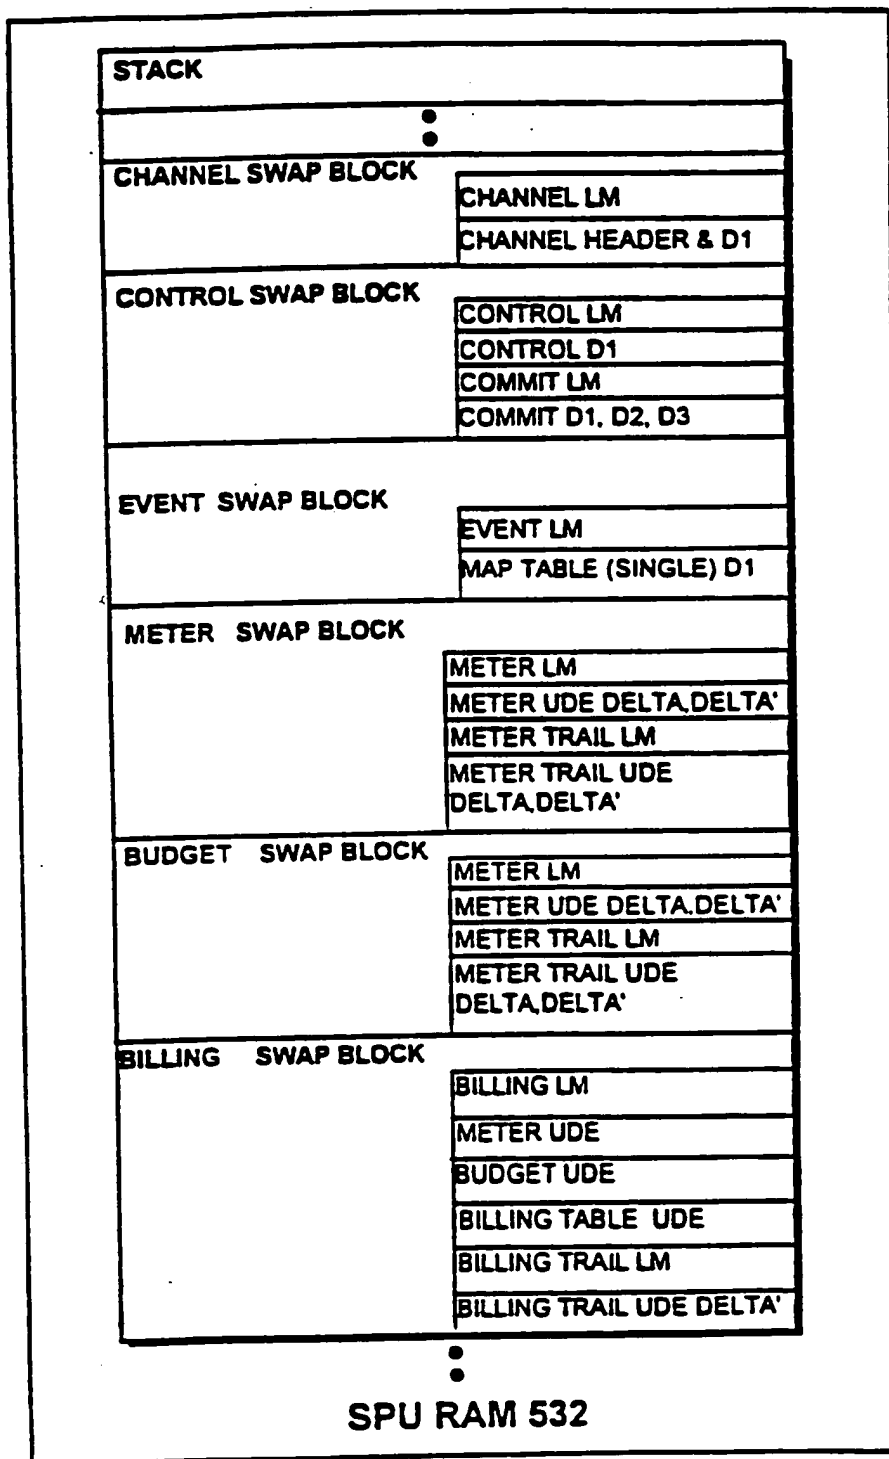 STACK
CHANNEL SWAP BLOCK
CHANNEL LM
CHANNEL HEADER & D1
CONTROL SWAP BLOCK
CONTROL LM
CONTROL D1
COMMIT LM
COMMIT D1, D2, D3
EVENT SWAP BLOCK
EVENT LM
MAP TABLE (SINGLE) D1
METER SWAP BLOCK
METER LM
METER UDE DELTA,DELTA'
METER TRAIL LM
METER TRAIL UDE
DELTA,DELTA'
BUDGET SWAP BLOCK
METER LM
METER UDE DELTA,DELTA'
METER TRAIL LM
METER TRAIL UDE
DELTA,DELTA'
BILLING SWAP BLOCK
BILLING LM
METER UDE
BUDGET UDE
BILLING TABLE UDE
BILLING TRAIL LM
BILLING TRAIL UDE DELTA'
SPU RAM 532